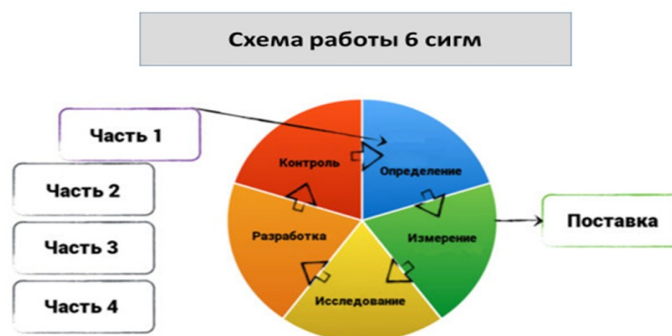 Схема работы 6 сигм
Часть 1
Часть 2
Часть 3
Часть 4
Контроль
Определение
Разработка
Измерение
Исследование
Поставка